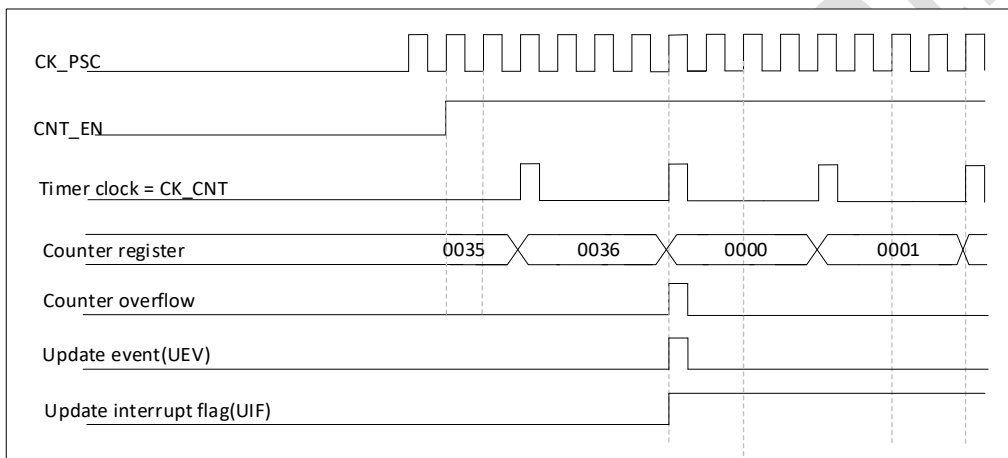 CK_PSC
CNT_EN
Timer clock = CK_CNT
Counter register 0035 0036 0000 0001
Counter overflow
Update event(UEV)
Update interrupt flag(UIF)